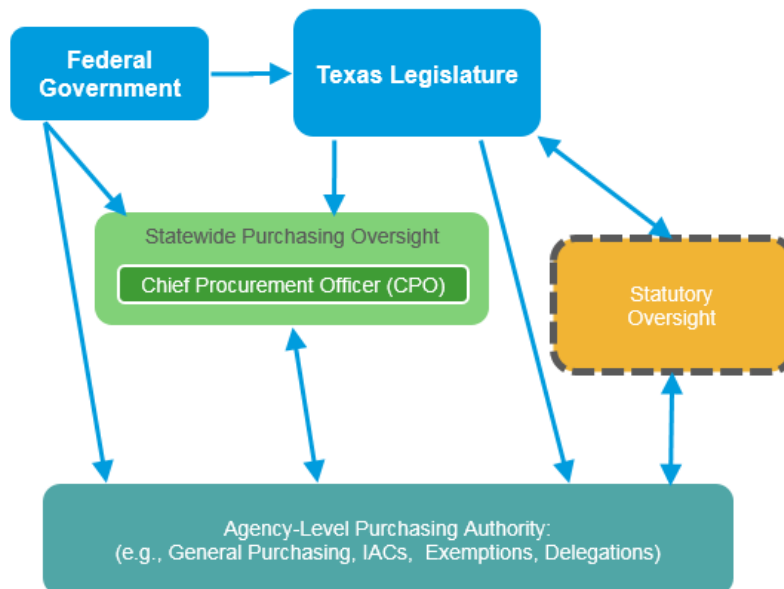 Federal
Government
Texas Legislature
Statewide Purchasing Oversight
Chief Procurement Officer (CPO)
Statutory
Oversight
Agency-Level Purchasing Authority:
(e.g., General Purchasing, IACs, Exemptions, Delegations)